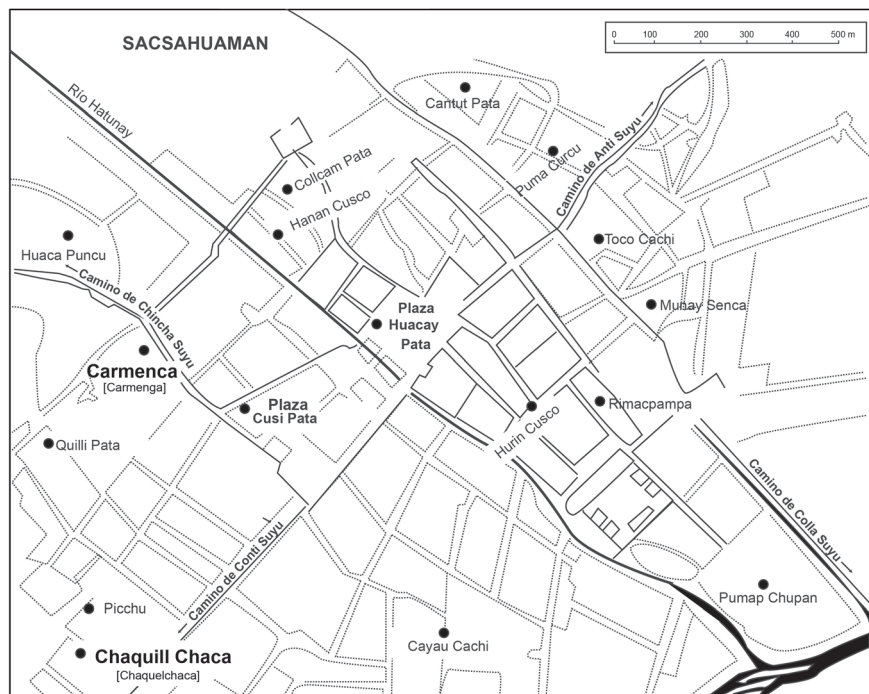 SACSAHUAMAN
0 100 200 300 400 500 m
Río Hatunay
Cantut Pata
Puma Curcu
Camino de Anti Suyu →
Collcam Pata
Hanan Cusco
Huaca Puncu
Toco Cachi
← Camino de Chincha Suyu
Munay Senca
Plaza
Huacay
Pata
Carmenca
[Carmenga]
Plaza
Cusi Pata
Rimacpampa
Hurin Cusco
Quilli Pata
Camino de Colla Suyu →
← Camino de Conti Suyu
Pumap Chupan
Picchu
Cayau Cachi
Chaquill Chaca
[Chaquelchaca]